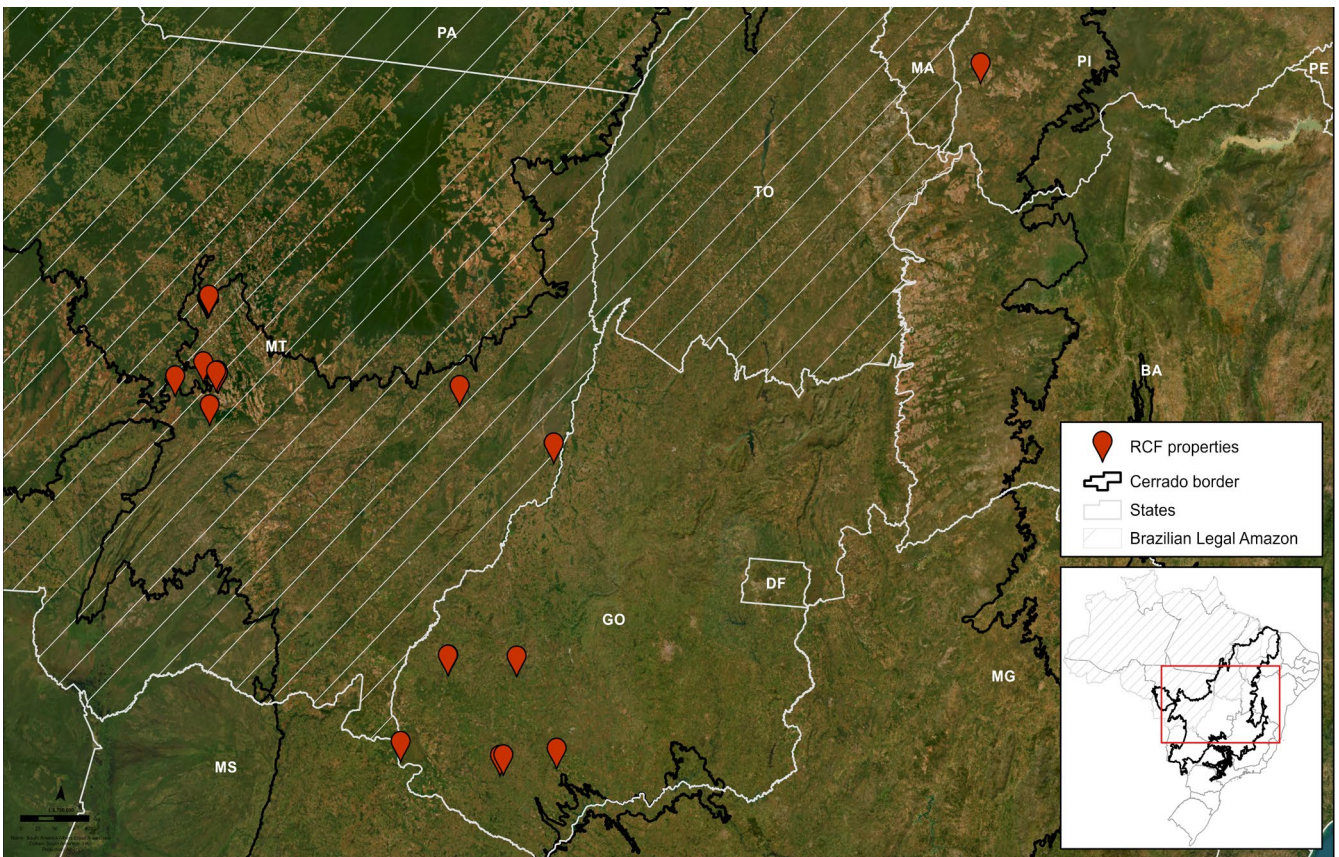 PA
MA
PI
PE
TO
MT
BA
RCF properties
Cerrado border
States
Brazilian Legal Amazon
DF
GO
MG
MS